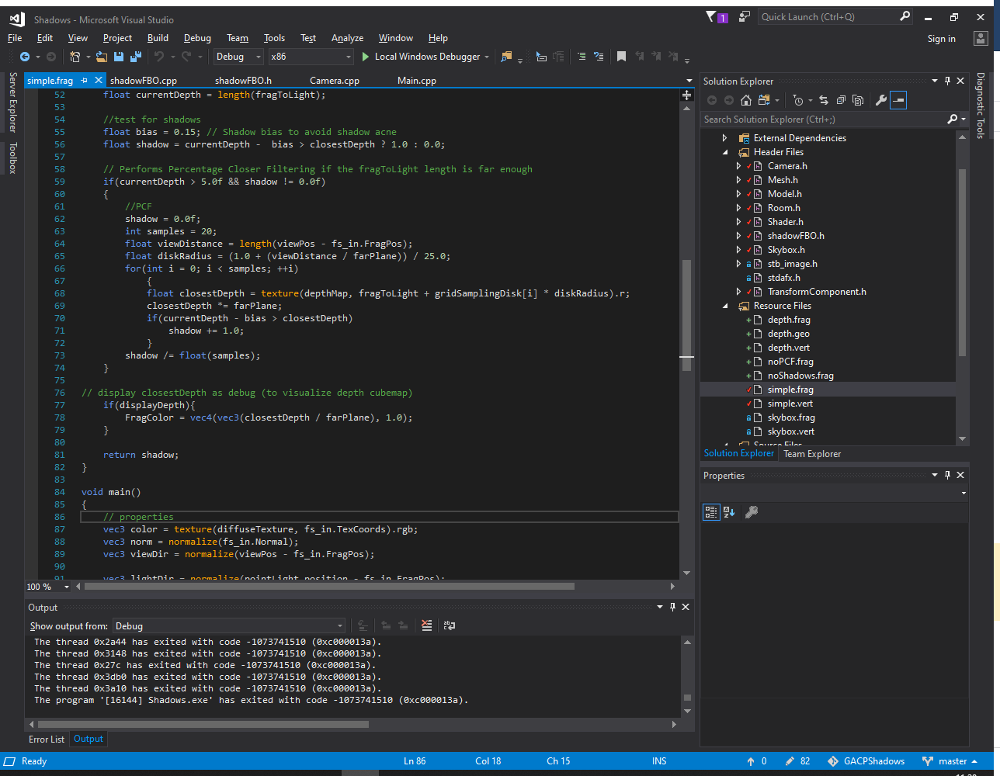 Shadows - Microsoft Visual Studio
1
Quick Launch (Ctrl+Q)
File Edit View Project Build Debug Team Tools Test Analyze Window Help
Sign in
Debug x86 Local Windows Debugger
Server Explorer
Toolbox
simple.frag shadowFBO.cpp shadowFBO.h Camera.cpp Main.cpp
52 float currentDepth = length(fragToLight);
53
54 //test for shadows
55 float bias = 0.15; // Shadow bias to avoid shadow acne
56 float shadow = currentDepth -  bias > closestDepth ? 1.0 : 0.0;
57
58 // Performs Percentage Closer Filtering if the fragToLight length is far enough
59 if(currentDepth > 5.0f && shadow != 0.0f)
60 {
61 //PCF
62 shadow = 0.0f;
63 int samples = 20;
64 float viewDistance = length(viewPos - fs_in.FragPos);
65 float diskRadius = (1.0 + (viewDistance / farPlane)) / 25.0;
66 for(int i = 0; i < samples; ++i)
67 {
68 float closestDepth = texture(depthMap, fragToLight + gridSamplingDisk[i] * diskRadius).r;
69 closestDepth *= farPlane;
70 if(currentDepth - bias > closestDepth)
71 shadow += 1.0;
72 }
73 shadow /= float(samples);
74 }
75
76 // display closestDepth as debug (to visualize depth cubemap)
77 if(displayDepth){
78 FragColor = vec4(vec3(closestDepth / farPlane), 1.0);
79 }
80
81 return shadow;
82 }
83
84 void main()
85 {
86 // properties
87 vec3 color = texture(diffuseTexture, fs_in.TexCoords).rgb;
88 vec3 norm = normalize(fs_in.Normal);
89 vec3 viewDir = normalize(viewPos - fs_in.FragPos);
90
91 vec3 lightDir = normalize(pointLight.position - fs_in.FragPos);
100 %
Output
Show output from: Debug
The thread 0x2a44 has exited with code -1073741510 (0xc000013a).
The thread 0x3148 has exited with code -1073741510 (0xc000013a).
The thread 0x27c has exited with code -1073741510 (0xc000013a).
The thread 0x3db0 has exited with code -1073741510 (0xc000013a).
The thread 0x3a10 has exited with code -1073741510 (0xc000013a).
The program '[16144] Shadows.exe' has exited with code -1073741510 (0xc000013a).
Error List Output
Solution Explorer
Search Solution Explorer (Ctrl+;)
External Dependencies
Header Files
Camera.h
Mesh.h
Model.h
Room.h
Shader.h
shadowFBO.h
Skybox.h
stb_image.h
stdafx.h
TransformComponent.h
Resource Files
depth.frag
depth.geo
depth.vert
noPCF.frag
noShadows.frag
simple.frag
simple.vert
skybox.frag
skybox.vert
Source Files
Solution Explorer Team Explorer
Properties
Diagnostic Tools
Ready Ln 86 Col 18 Ch 15 INS 0 82 GACPShadows master